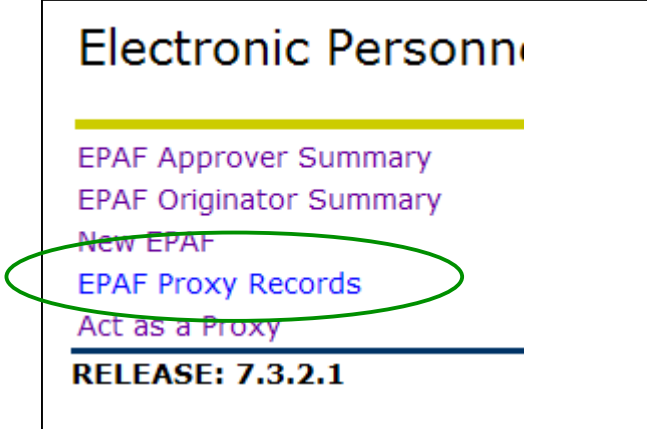 Electronic Personn
EPAF Approver Summary
EPAF Originator Summary
New EPAF
EPAF Proxy Records
Act as a Proxy
RELEASE: 7.3.2.1